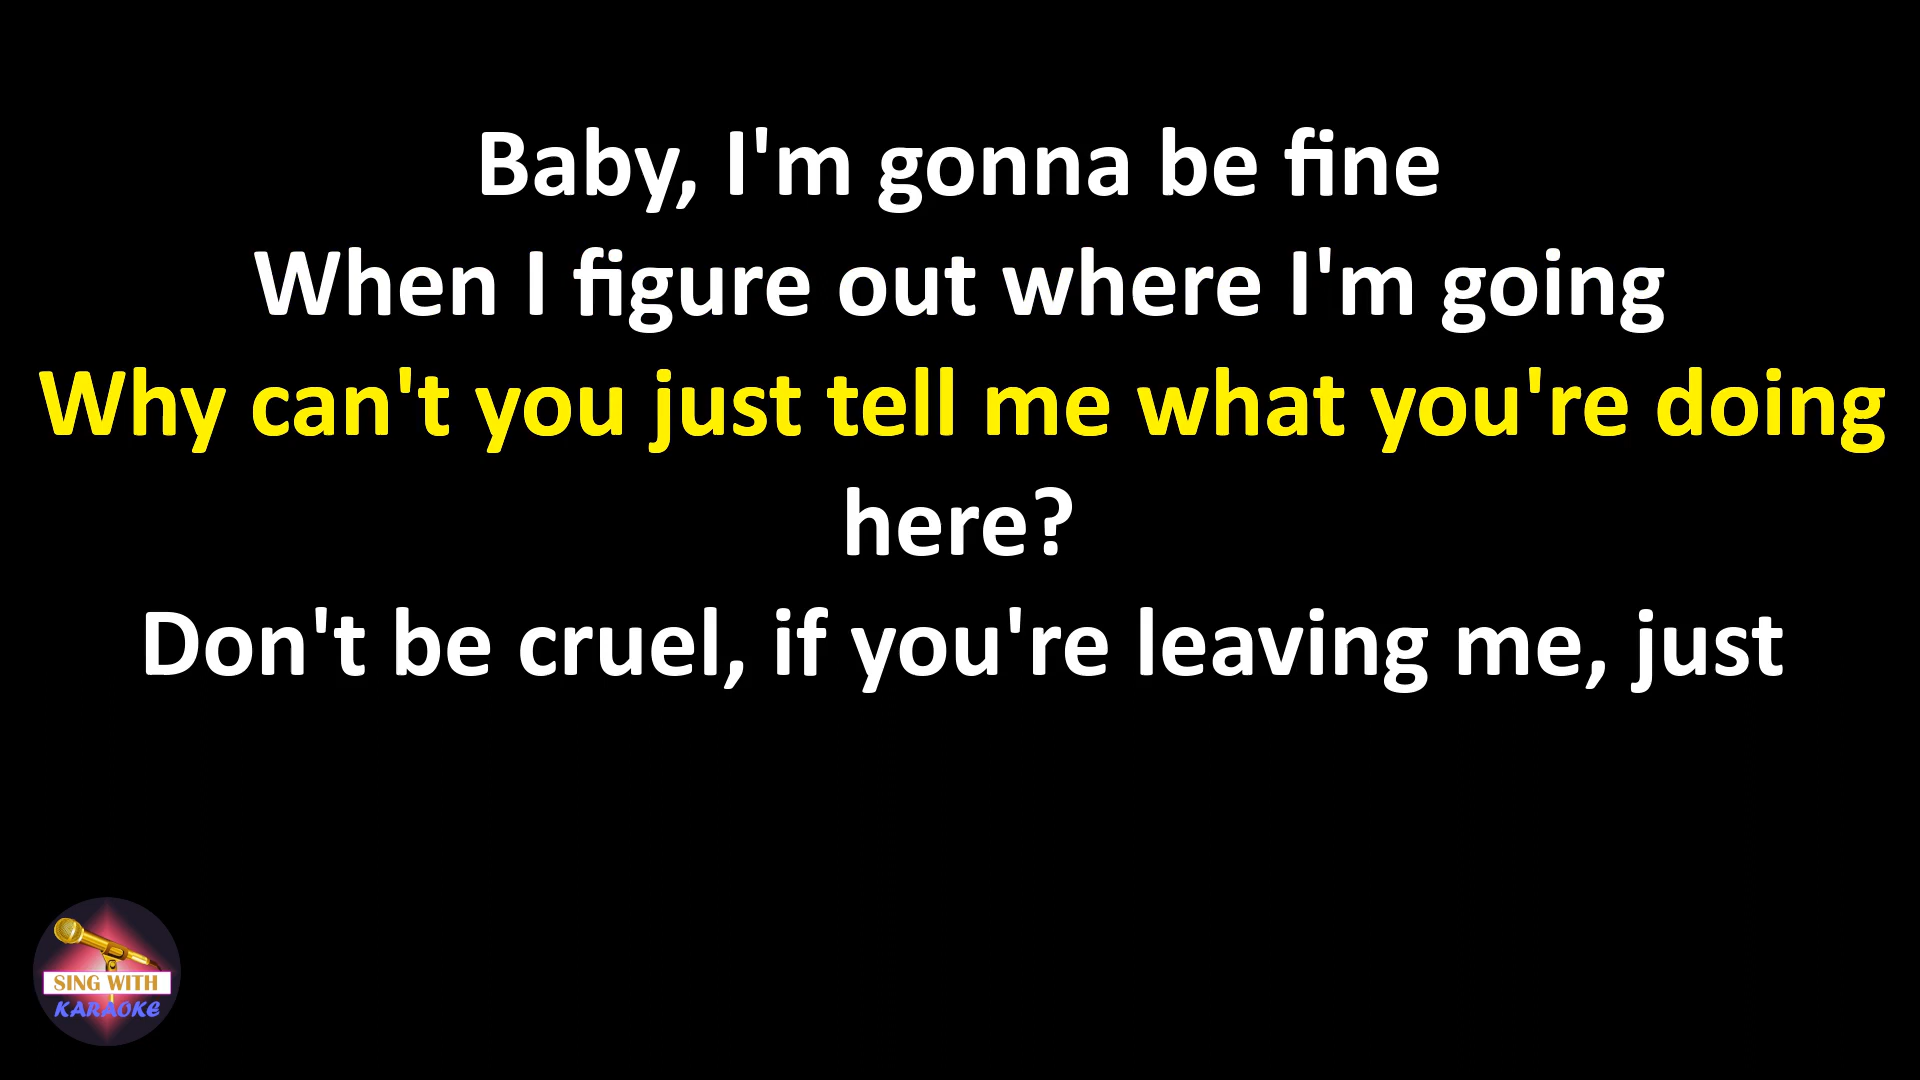 Baby, I'm gonna be fine
When I figure out where I'm going
Why can't you just tell me what you're doing
here?
Don't be cruel, if you're leaving me, just
SING WITH
KARAOKE